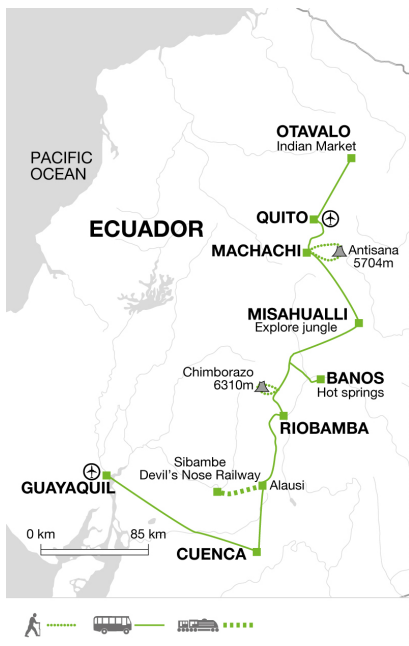 OTAVALO
Indian Market
PACIFIC
OCEAN
QUITO
ECUADOR
MACHACHI
Antisana
5704m
MISAHUALLI
Explore jungle
Chimborazo
6310m
BANOS
Hot springs
RIOBAMBA
Sibambe
Devil's Nose Railway
Alausi
GUAYAQUIL
0 km
85 km
CUENCA